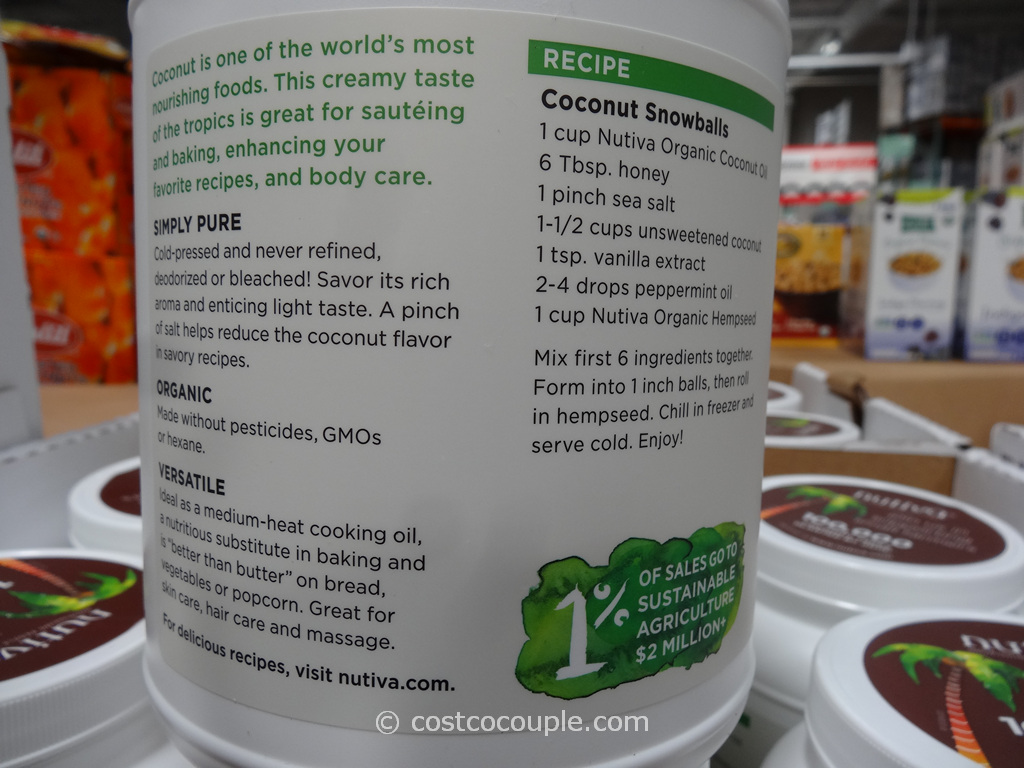 Coconut is one of the world's most
nourishing foods. This creamy taste
of the tropics is great for sautéing
and baking, enhancing your
favorite recipes, and body care.
SIMPLY PURE
Cold-pressed and never refined,
deodorized or bleached! Savor its rich
aroma and enticing light taste. A pinch
of salt helps reduce the coconut flavor
in savory recipes.
ORGANIC
Made without pesticides, GMOs
or hexane.
VERSATILE
Ideal as a medium-heat cooking oil,
a nutritious substitute in baking and
is "better than butter" on bread,
vegetables or popcorn. Great for
skin care, hair care and massage.
For delicious recipes, visit nutiva.com.
RECIPE
Coconut Snowballs
1 cup Nutiva Organic Coconut Oil
6 Tbsp. honey
1 pinch sea salt
1-1/2 cups unsweetened coconut
1 tsp. vanilla extract
2-4 drops peppermint oil
1 cup Nutiva Organic Hempseed
Mix first 6 ingredients together.
Form into 1 inch balls, then roll
in hempseed. Chill in freezer and
serve cold. Enjoy!
1%
OF SALES GO TO
SUSTAINABLE
AGRICULTURE
$2 MILLION+
nutiva
100,000
© costcocouple.com